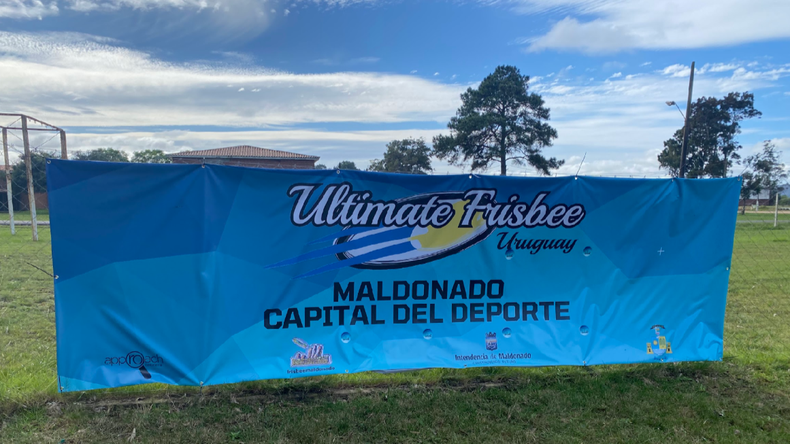 Ultimate Frisbee
Uruguay
MALDONADO
CAPITAL DEL DEPORTE
Intendencia de Maldonado